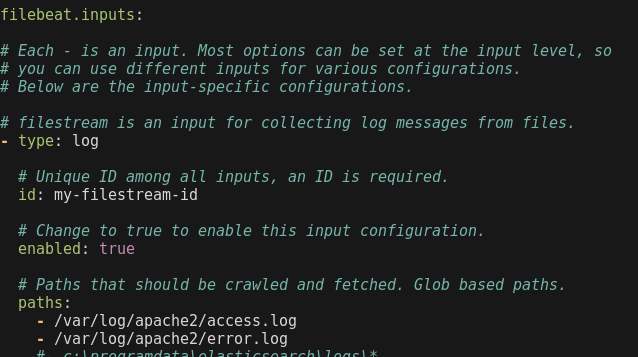 filebeat.inputs:
# Each - is an input. Most options can be set at the input level, so
# you can use different inputs for various configurations.
# Below are the input-specific configurations.
# filestream is an input for collecting log messages from files.
- type: log
# Unique ID among all inputs, an ID is required.
id: my-filestream-id
# Change to true to enable this input configuration.
enabled: true
# Paths that should be crawled and fetched. Glob based paths.
paths:
- /var/log/apache2/access.log
- /var/log/apache2/error.log
#- c:\programdata\elasticsearch\logs\*